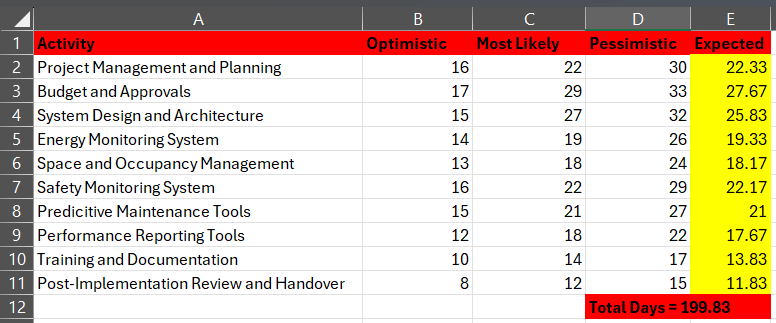 A B C D E
1 Activity Optimistic Most Likely Pessimistic Expected
2 Project Management and Planning 16 22 30 22.33
3 Budget and Approvals 17 29 33 27.67
4 System Design and Architecture 15 27 32 25.83
5 Energy Monitoring System 14 19 26 19.33
6 Space and Occupancy Management 13 18 24 18.17
7 Safety Monitoring System 16 22 29 22.17
8 Predicitive Maintenance Tools 15 21 27 21
9 Performance Reporting Tools 12 18 22 17.67
10 Training and Documentation 10 14 17 13.83
11 Post-Implementation Review and Handover 8 12 15 11.83
12 Total Days = 199.83